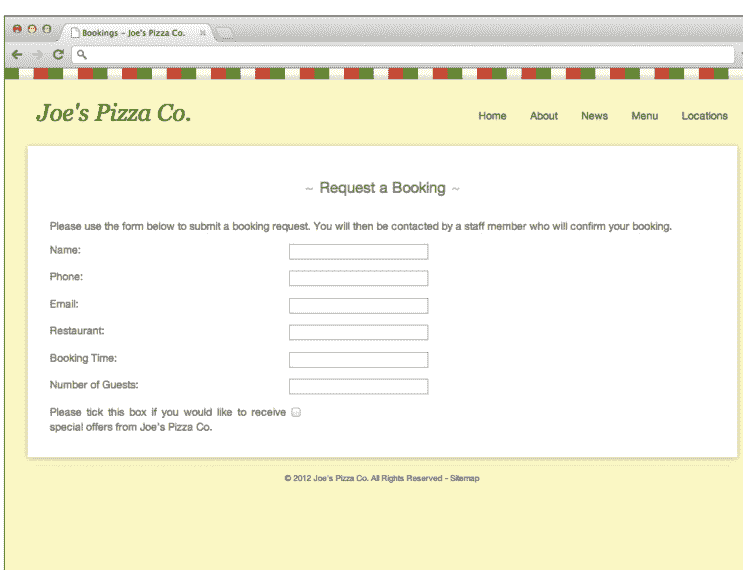 Bookings - Joe's Pizza Co.
Joe's Pizza Co.
Home About News Menu Locations
~ Request a Booking ~
Please use the form below to submit a booking request. You will then be contacted by a staff member who will confirm your booking.
Name:
Phone:
Email:
Restaurant:
Booking Time:
Number of Guests:
Please tick this box if you would like to receive
special offers from Joe's Pizza Co.
© 2012 Joe's Pizza Co. All Rights Reserved - Sitemap